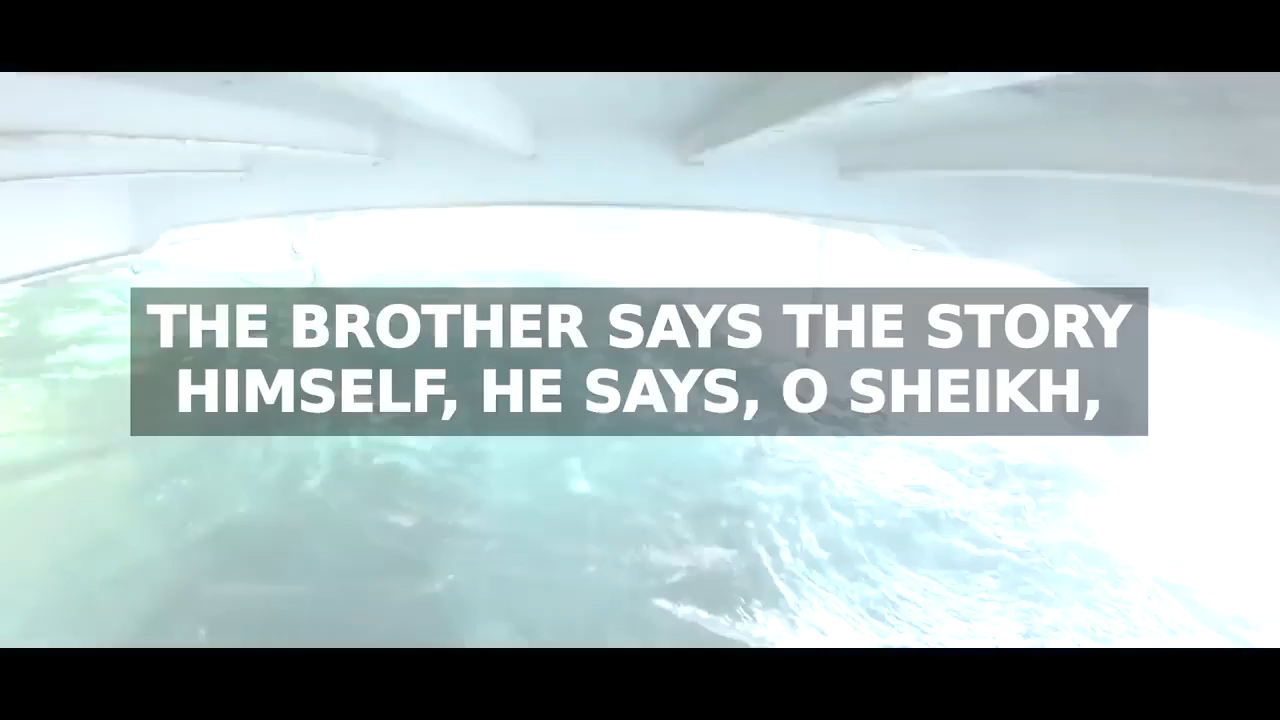 THE BROTHER SAYS THE STORY
HIMSELF, HE SAYS, O SHEIKH,